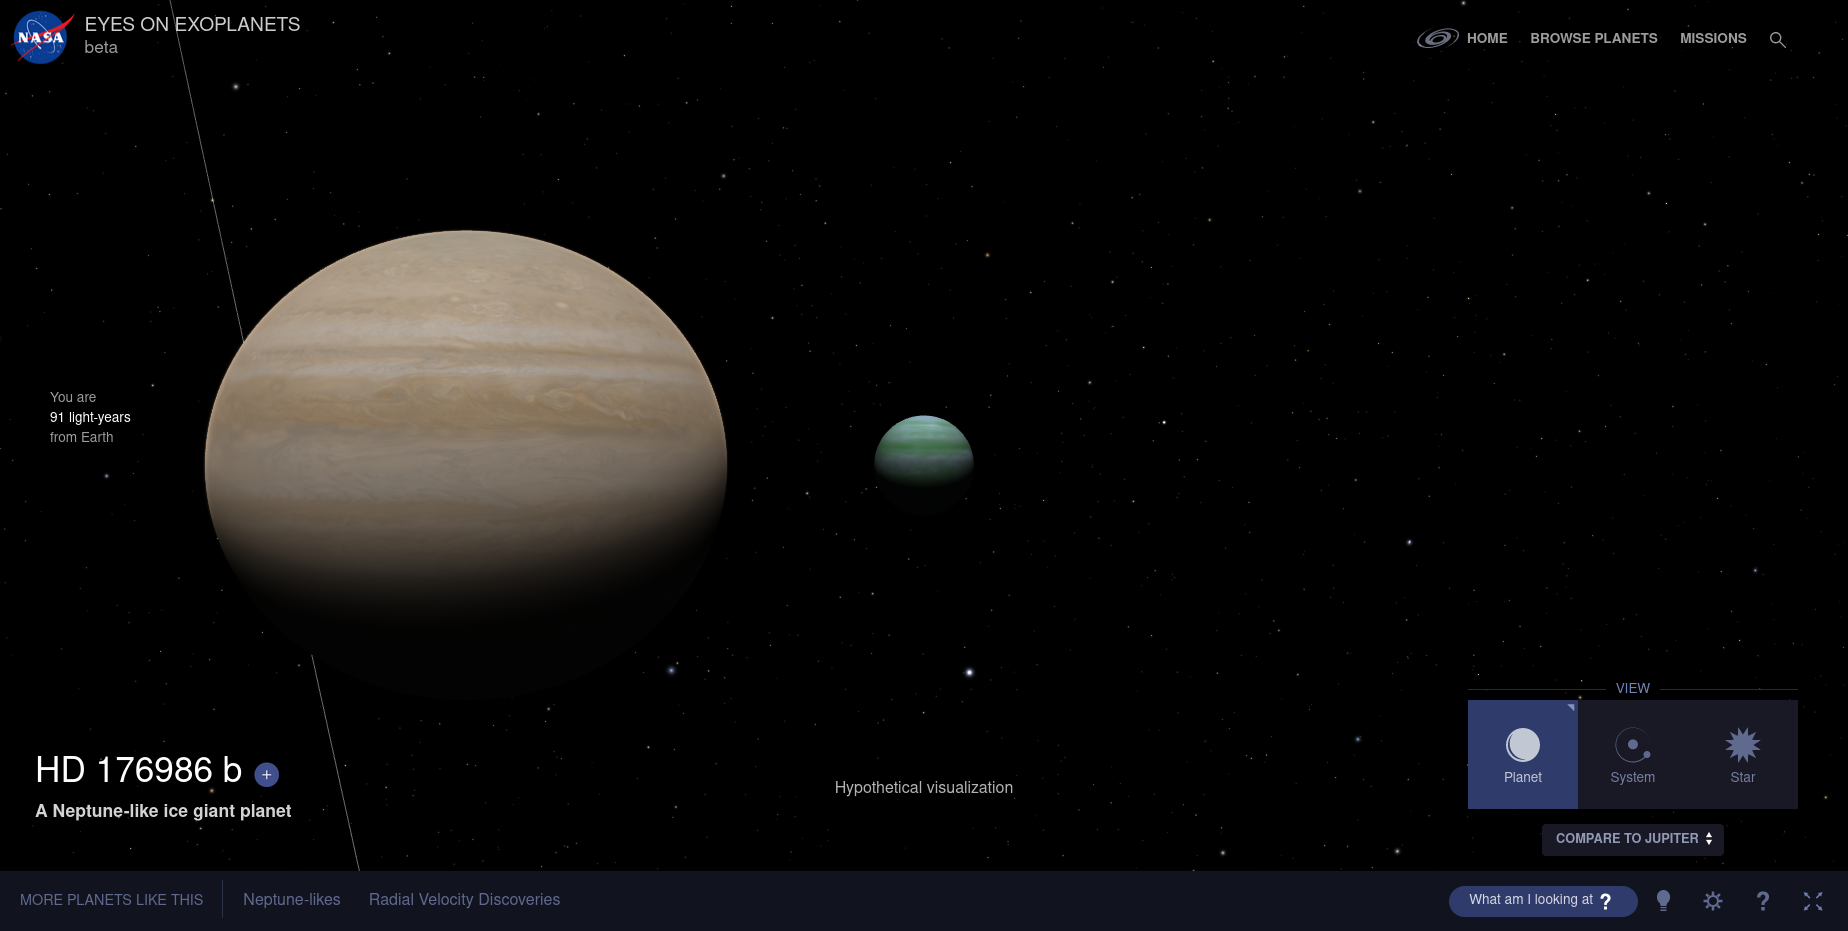 NASA
EYES ON EXOPLANETS
beta
HOME
BROWSE PLANETS
MISSIONS
You are
91 light-years
from Earth
HD 176986 b +
A Neptune-like ice giant planet
Hypothetical visualization
VIEW
Planet
System
Star
COMPARE TO JUPITER
MORE PLANETS LIKE THIS
Neptune-likes
Radial Velocity Discoveries
What am I looking at ?
?